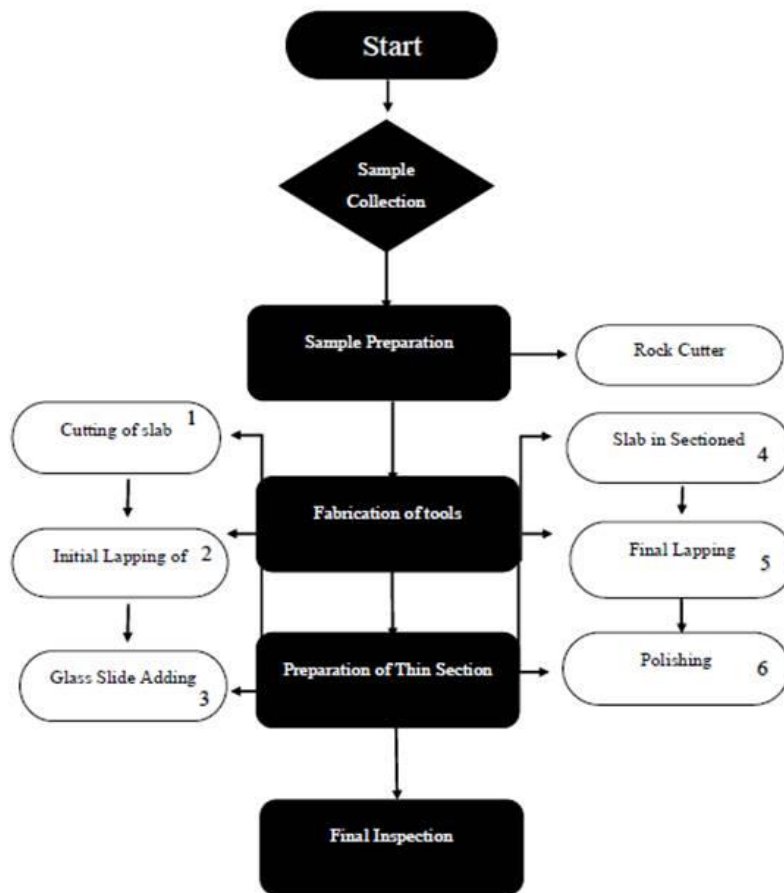 Start
Sample
Collection
Sample Preparation
Rock Cutter
Cutting of slab 1
Slab in Sectioned
4
Fabrication of tools
Initial Lapping of 2
Final Lapping
5
Preparation of Thin Section
Glass Slide Adding
3
Polishing 6
Final Inspection